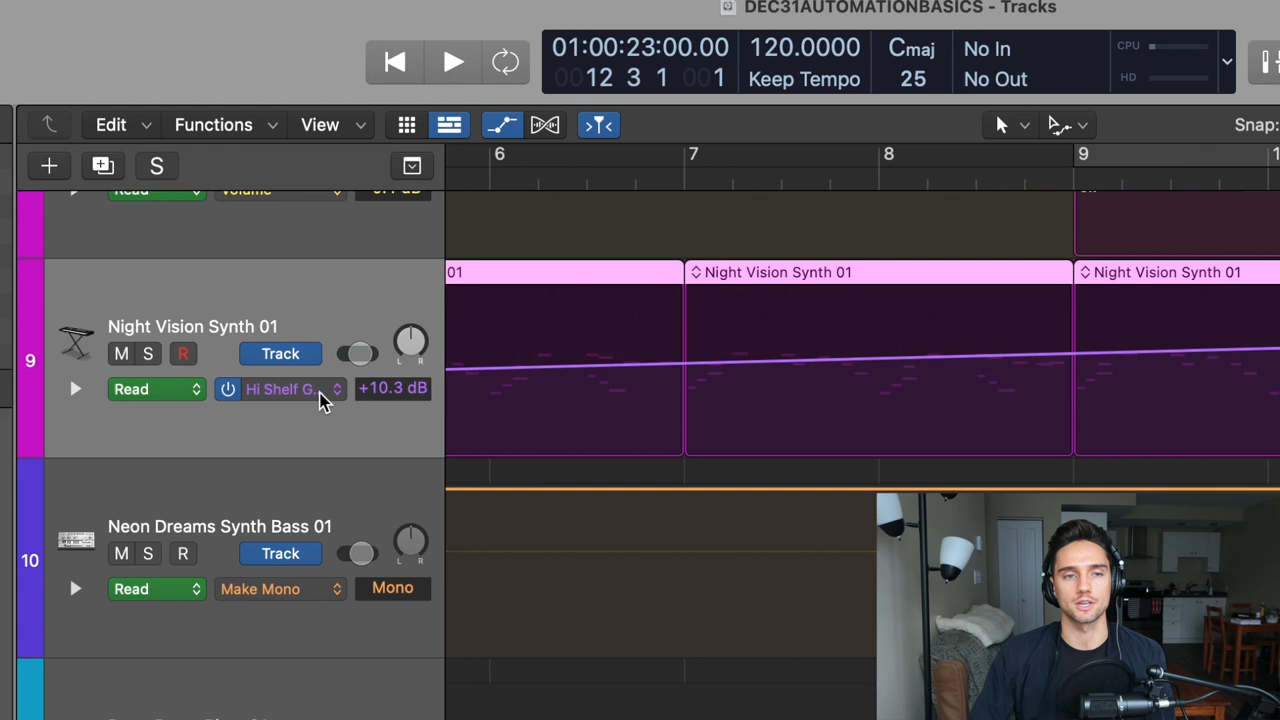 DEC31AUTOMATIONBASICS - Tracks
01:00:23:00.00
0012 3 1 001
120.0000
Keep Tempo
Cmaj
25
No In
No Out
CPU
HD
Edit
Functions
View
Snap:
S
6
7
8
9
1
Read
Volume
01
Night Vision Synth 01
Night Vision Synth 01
9
Night Vision Synth 01
M S R
Track
L R
Read
Hi Shelf G..
+10.3 dB
10
Neon Dreams Synth Bass 01
M S R
Track
L R
Read
Make Mono
Mono